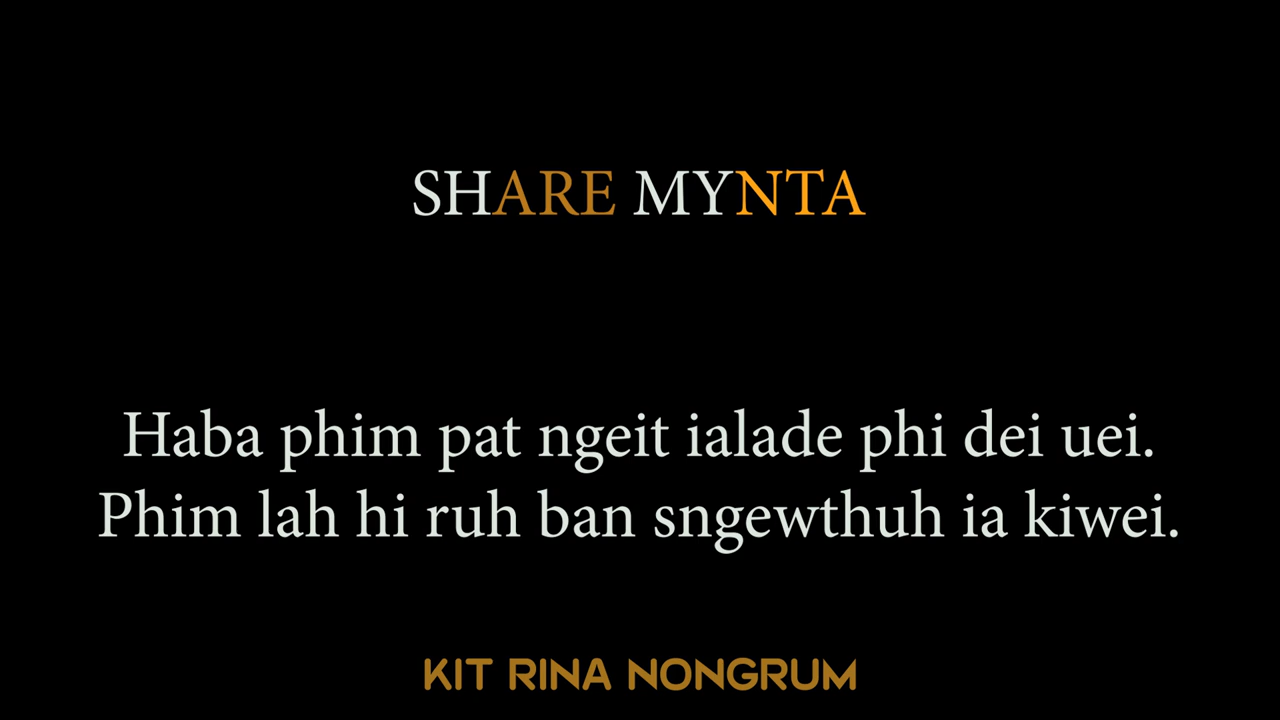 SHARE MYNTA
Haba phim pat ngeit ialade phi dei uei.
Phim lah hi ruh ban sngewthuh ia kiwei.
KIT RINA NONGRUM